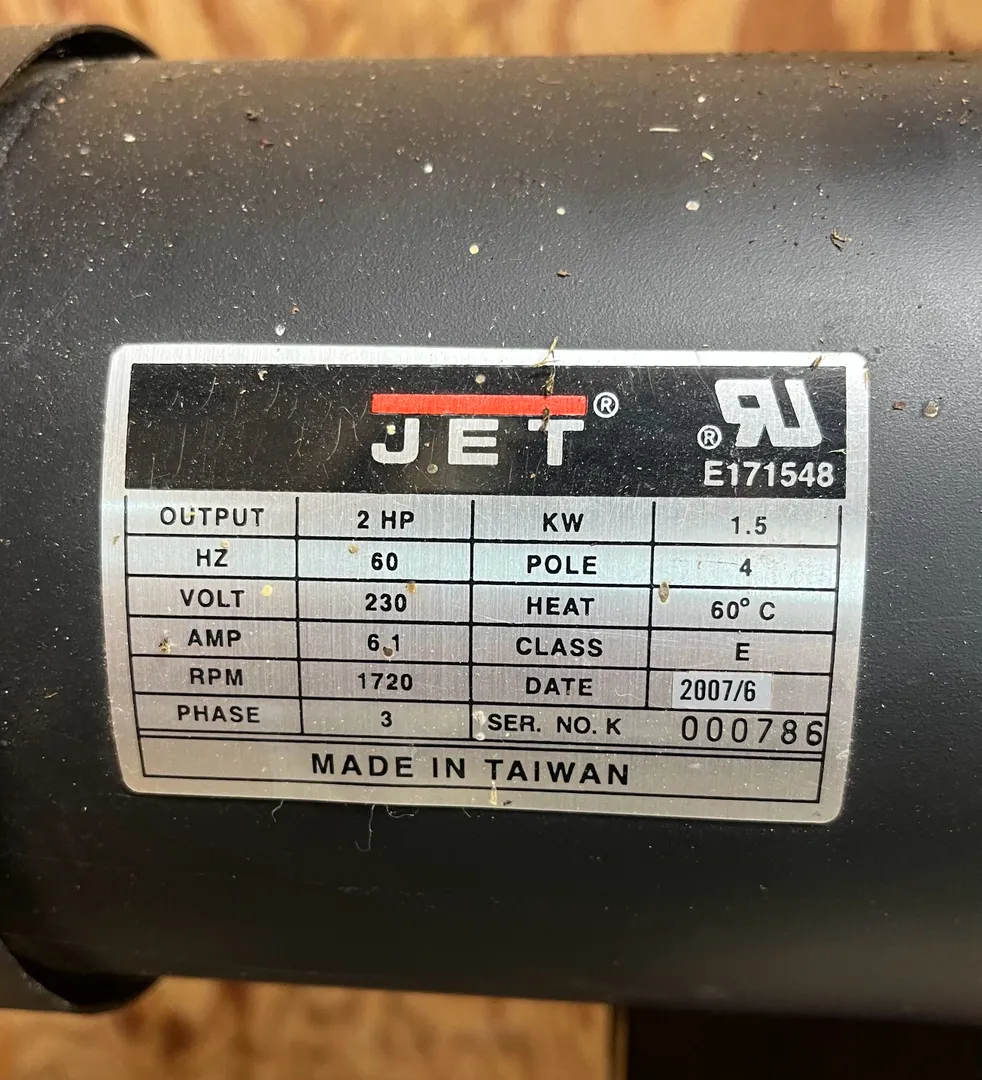 JET®
® RU
E171548
OUTPUT 2 HP KW 1.5
HZ 60 POLE 4
VOLT 230 HEAT 60° C
AMP 6.1 CLASS E
RPM 1720 DATE 2007/6
PHASE 3 SER. NO. K 000786
MADE IN TAIWAN